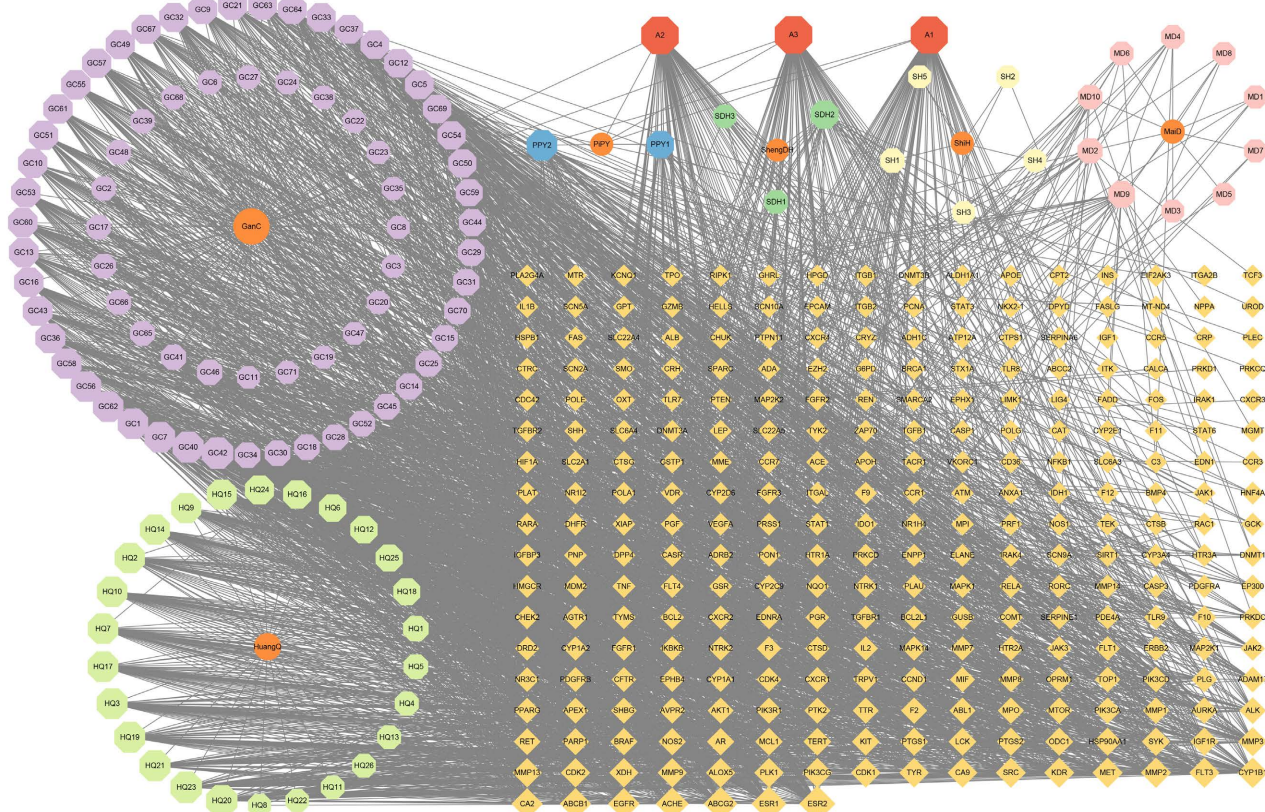 GC9 GC21 GC63 GC64 GC33 GC37 GC4 GC12 GC5 GC69 GC54 GC50 GC59 GC44 GC29 GC31 GC70 GC15 GC25 GC14 GC45 GC52 GC28 GC18 GC30 GC34 GC42 GC40 GC7 GC1 GC62 GC56 GC58 GC36 GC43 GC16 GC13 GC60 GC53 GC10 GC51 GC61 GC55 GC57 GC49 GC67 GC32
GC27 GC24 GC38 GC22 GC23 GC35 GC8 GC3 GC20 GC47 GC19 GC71 GC11 GC46 GC41 GC65 GC66 GC26 GC17 GC2 GC48 GC39 GC68 GC6
GanC
A2 A3 A1
PPY2 PiPY PPY1
SDH3 SDH2 ShengDH SDH1
SH5 SH2 ShiH SH1 SH4 SH3
MD4 MD6 MD8 MD10 MD1 MaiD MD2 MD7 MD9 MD5 MD3
HQ24 HQ16 HQ6 HQ12 HQ25 HQ18 HQ1 HQ5 HQ4 HQ13 HQ26 HQ11 HQ22 HQ8 HQ20 HQ23 HQ21 HQ19 HQ3 HQ17 HQ7 HQ10 HQ2 HQ14 HQ9 HQ15
HuangQ
PLA2G4A MTR KCNQ1 TPO RIPK1 GHRL HPGD ITGB1 DNMT3B ALDH1A1 APOE CPT2 INS EIF2AK3 ITGA2B TCF3
IL1B SCN5A GPT GZMB HELLS SCN10A EPCAM ITGB2 PCNA STAT3 NKX2-1 DPYD FASLG MT-ND4 NPPA UROD
HSPB1 FAS SLC22A4 ALB CHUK PTPN11 CXCR4 CRYZ ADH1C ATP12A CTPS1 SERPINA6 IGF1 CCR5 CRP PLEC
CTRC SCN2A SMO CRH SPARC ADA EZH2 G6PD BRCA1 STX1A TLR8 ABCC2 ITK CALCA PRKD1 PRKCQ
CDC42 POLE OXT TLR7 PTEN MAP2K2 FGFR2 REN SMARCA2 EPHX1 LIMK1 LIG4 FADD FOS IRAK1 CXCR3
TGFBR2 SHH SLC6A4 DNMT3A LEP SLC22A5 TYK2 ZAP70 TGFB1 CASP1 POLG CAT CYP2E1 F11 STAT6 MGMT
HIF1A SLC2A1 CTSG GSTP1 MME CCR7 ACE APOH TACR1 VKORC1 CD36 NFKB1 SLC6A3 C3 EDN1 CCR3
PLAT NR1I2 POLA1 VDR CYP2D6 FGFR3 ITGAL F9 CCR1 ATM ANXA1 IDH1 F12 BMP4 JAK1 HNF4A
RARA DHFR XIAP PGF VEGFA PRSS1 STAT1 IDO1 NR1H4 MPI PRF1 NOS1 TEK CTSB RAC1 GCK
IGFBP3 PNP DPP4 CASR ADRB2 PON1 HTR1A PRKCD ENPP1 ELANE IRAK4 SCN9A SIRT1 CYP3A4 HTR3A DNMT1
HMGCR MDM2 TNF FLT4 GSR CYP2C9 NQO1 NTRK1 PLAU MAPK1 RELA RORC MMP14 CASP3 PDGFRA EP300
CHEK2 AGTR1 TYMS BCL2 CXCR2 EDNRA PGR TGFBR1 BCL2L1 GUSB COMT SERPINE1 PDE4A TLR9 F10 PRKDC
DRD2 CYP1A2 FGFR1 IKBKB NTRK2 F3 CTSD IL2 MAPK14 MMP7 HTR2A JAK3 FLT1 ERBB2 MAP2K1 JAK2
NR3C1 PDGFRB CFTR EPHB4 CYP1A1 CDK4 CXCR1 TRPV1 CCND1 MIF MMP8 OPRM1 TOP1 PIK3CD PLG ADAM17
PPARG APEX1 SHBG AVPR2 AKT1 PIK3R1 PTK2 TTR F2 ABL1 MPO MTOR PIK3CA MMP1 AURKA ALK
RET PARP1 BRAF NOS2 AR MCL1 TERT KIT PTGS1 LCK PTGS2 ODC1 HSP90AA1 SYK IGF1R MMP3
MMP13 CDK2 XDH MMP9 ALOX5 PLK1 PIK3CG CDK1 TYR CA9 SRC KDR MET MMP2 FLT3 CYP1B1
CA2 ABCB1 EGFR ACHE ABCG2 ESR1 ESR2